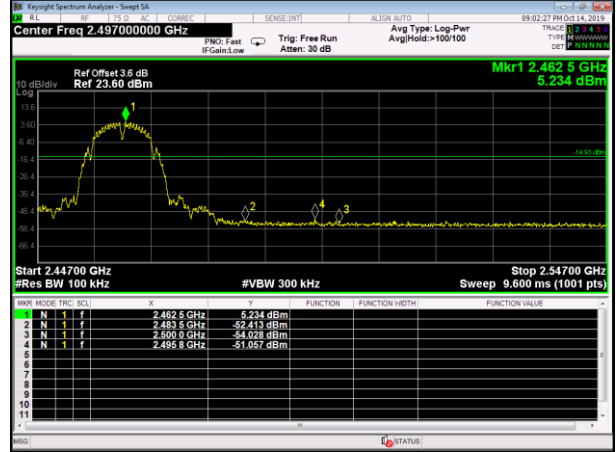 Keysight Spectrum Analyzer - Swept SA
RL RF 75 Ω AC CORREC SENSE:INT ALIGN AUTO 09:02:27 PM Oct 14, 2019
Center Freq 2.497000000 GHz
PNO: Fast
IFGain:Low
Trig: Free Run
Atten: 30 dB
Avg Type: Log-Pwr
Avg|Hold:>100/100
TRACE 1 2 3 4 5 6
TYPE M WWWWW
DET P N N N N N
Mkr1 2.462 5 GHz
5.234 dBm
Ref Offset 3.6 dB
Ref 23.60 dBm
10 dB/div
Log
13.6
3.60
-6.40
-16.4
-26.4
-36.4
-46.4
-56.4
-66.4
-14.93 dBm
1
2
4
3
Start 2.44700 GHz
Stop 2.54700 GHz
#Res BW 100 kHz
#VBW 300 kHz
Sweep 9.600 ms (1001 pts)
MKR MODE TRC SCL X Y FUNCTION FUNCTION WIDTH FUNCTION VALUE
1 N 1 f 2.462 5 GHz 5.234 dBm
2 N 1 f 2.483 5 GHz -52.413 dBm
3 N 1 f 2.500 0 GHz -54.028 dBm
4 N 1 f 2.495 8 GHz -51.057 dBm
5
6
7
8
9
10
11
MSG
STATUS